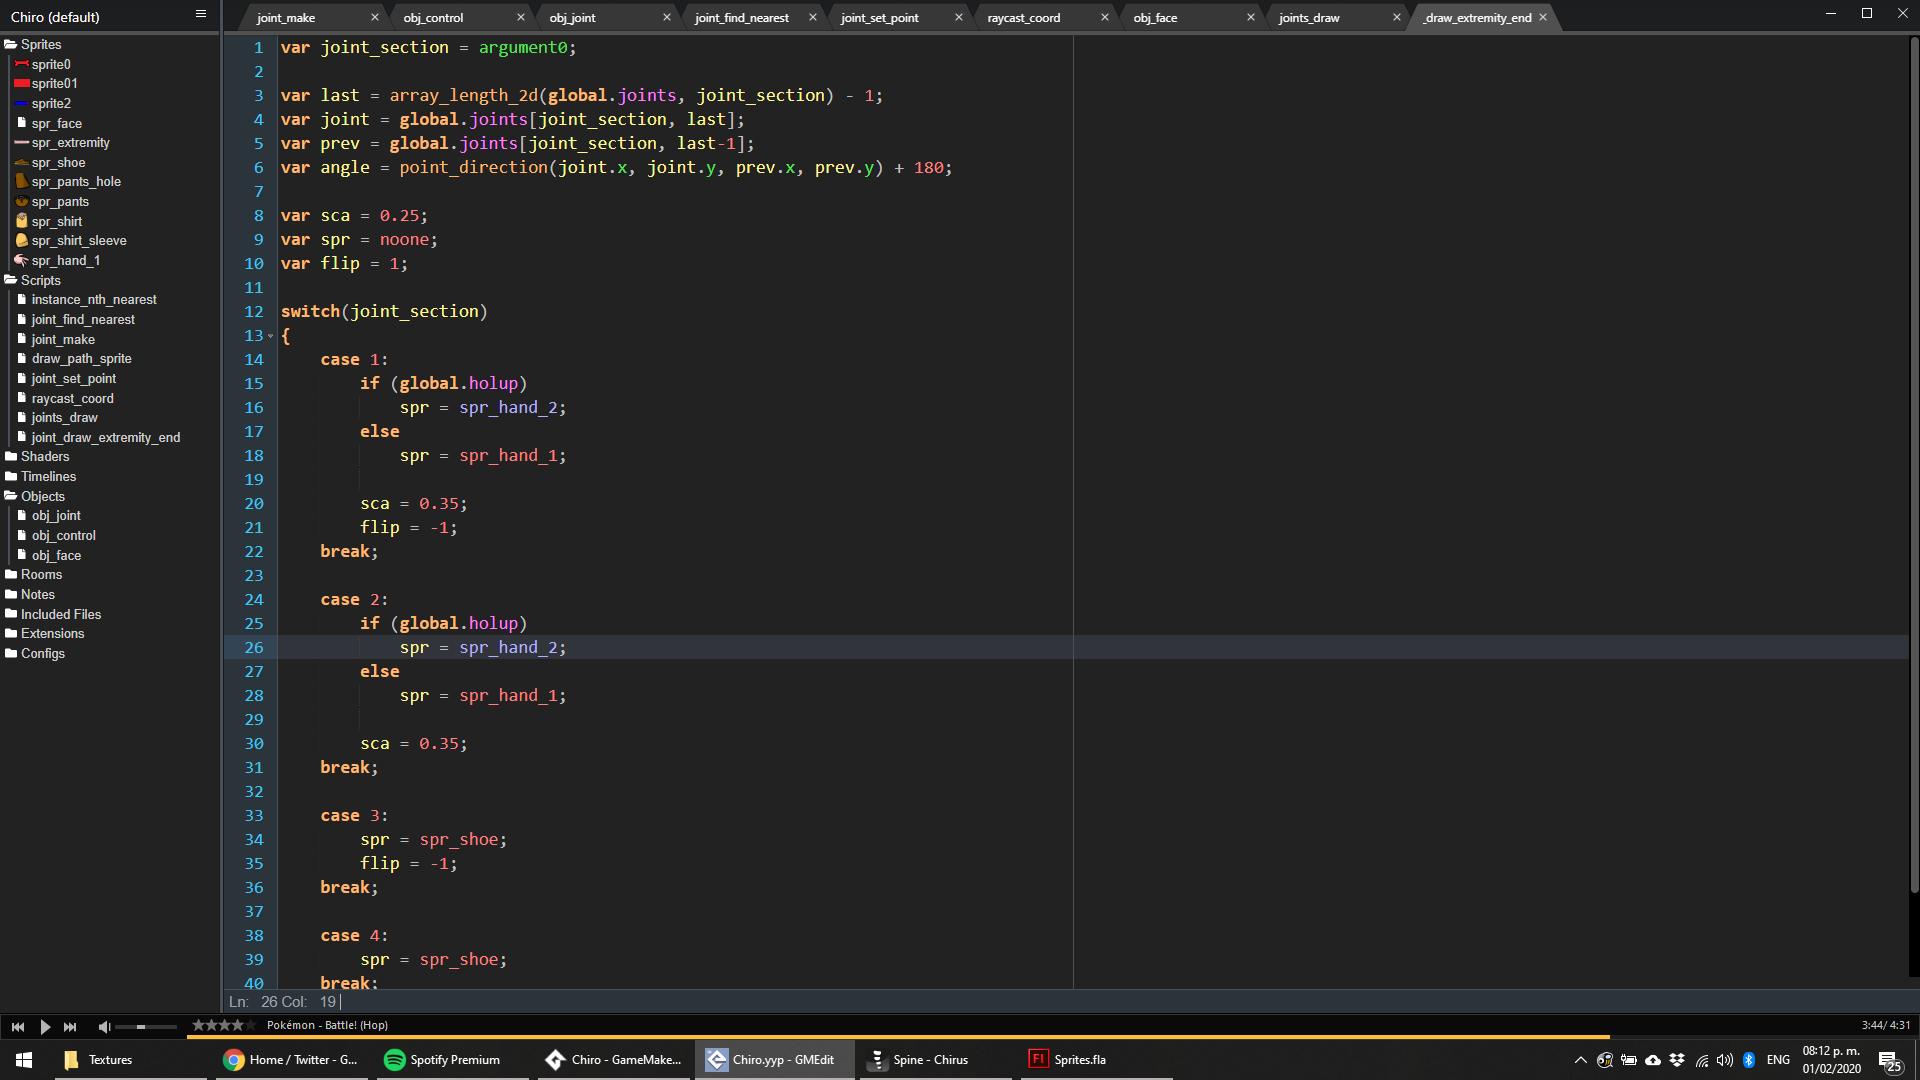 Chiro (default)
joint_make
obj_control
obj_joint
joint_find_nearest
joint_set_point
raycast_coord
obj_face
joints_draw
_draw_extremity_end
Sprites
sprite0
sprite01
sprite2
spr_face
spr_extremity
spr_shoe
spr_pants_hole
spr_pants
spr_shirt
spr_shirt_sleeve
spr_hand_1
Scripts
instance_nth_nearest
joint_find_nearest
joint_make
draw_path_sprite
joint_set_point
raycast_coord
joints_draw
joint_draw_extremity_end
Shaders
Timelines
Objects
obj_joint
obj_control
obj_face
Rooms
Notes
Included Files
Extensions
Configs
1 var joint_section = argument0;
2
3 var last = array_length_2d(global.joints, joint_section) - 1;
4 var joint = global.joints[joint_section, last];
5 var prev = global.joints[joint_section, last-1];
6 var angle = point_direction(joint.x, joint.y, prev.x, prev.y) + 180;
7
8 var sca = 0.25;
9 var spr = noone;
10 var flip = 1;
11
12 switch(joint_section)
13 {
14 case 1:
15 if (global.holup)
16 spr = spr_hand_2;
17 else
18 spr = spr_hand_1;
19
20 sca = 0.35;
21 flip = -1;
22 break;
23
24 case 2:
25 if (global.holup)
26 spr = spr_hand_2;
27 else
28 spr = spr_hand_1;
29
30 sca = 0.35;
31 break;
32
33 case 3:
34 spr = spr_shoe;
35 flip = -1;
36 break;
37
38 case 4:
39 spr = spr_shoe;
40 break;
Ln: 26 Col: 19
Pokémon - Battle! (Hop)
3:44/ 4:31
Textures
Home / Twitter - G...
Spotify Premium
Chiro - GameMake...
Chiro.yyp - GMEdit
Spine - Chirus
Fl
Sprites.fla
ENG
08:12 p. m.
01/02/2020
25